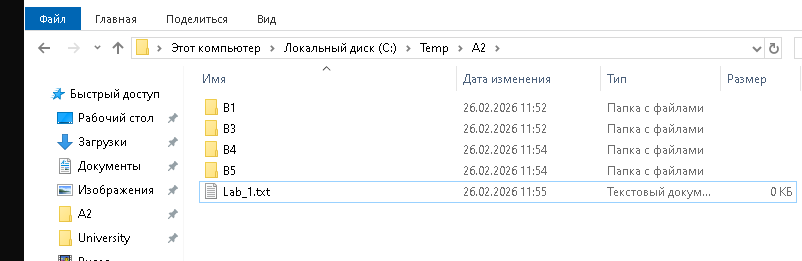 Файл Главная Поделиться Вид
Этот компьютер Локальный диск (C:) Temp A2
Имя Дата изменения Тип Размер
Быстрый доступ
Рабочий стол
Загрузки
Документы
Изображения
A2
University
B1 26.02.2026 11:52 Папка с файлами
B3 26.02.2026 11:52 Папка с файлами
B4 26.02.2026 11:54 Папка с файлами
B5 26.02.2026 11:54 Папка с файлами
Lab_1.txt 26.02.2026 11:55 Текстовый докум... 0 КБ